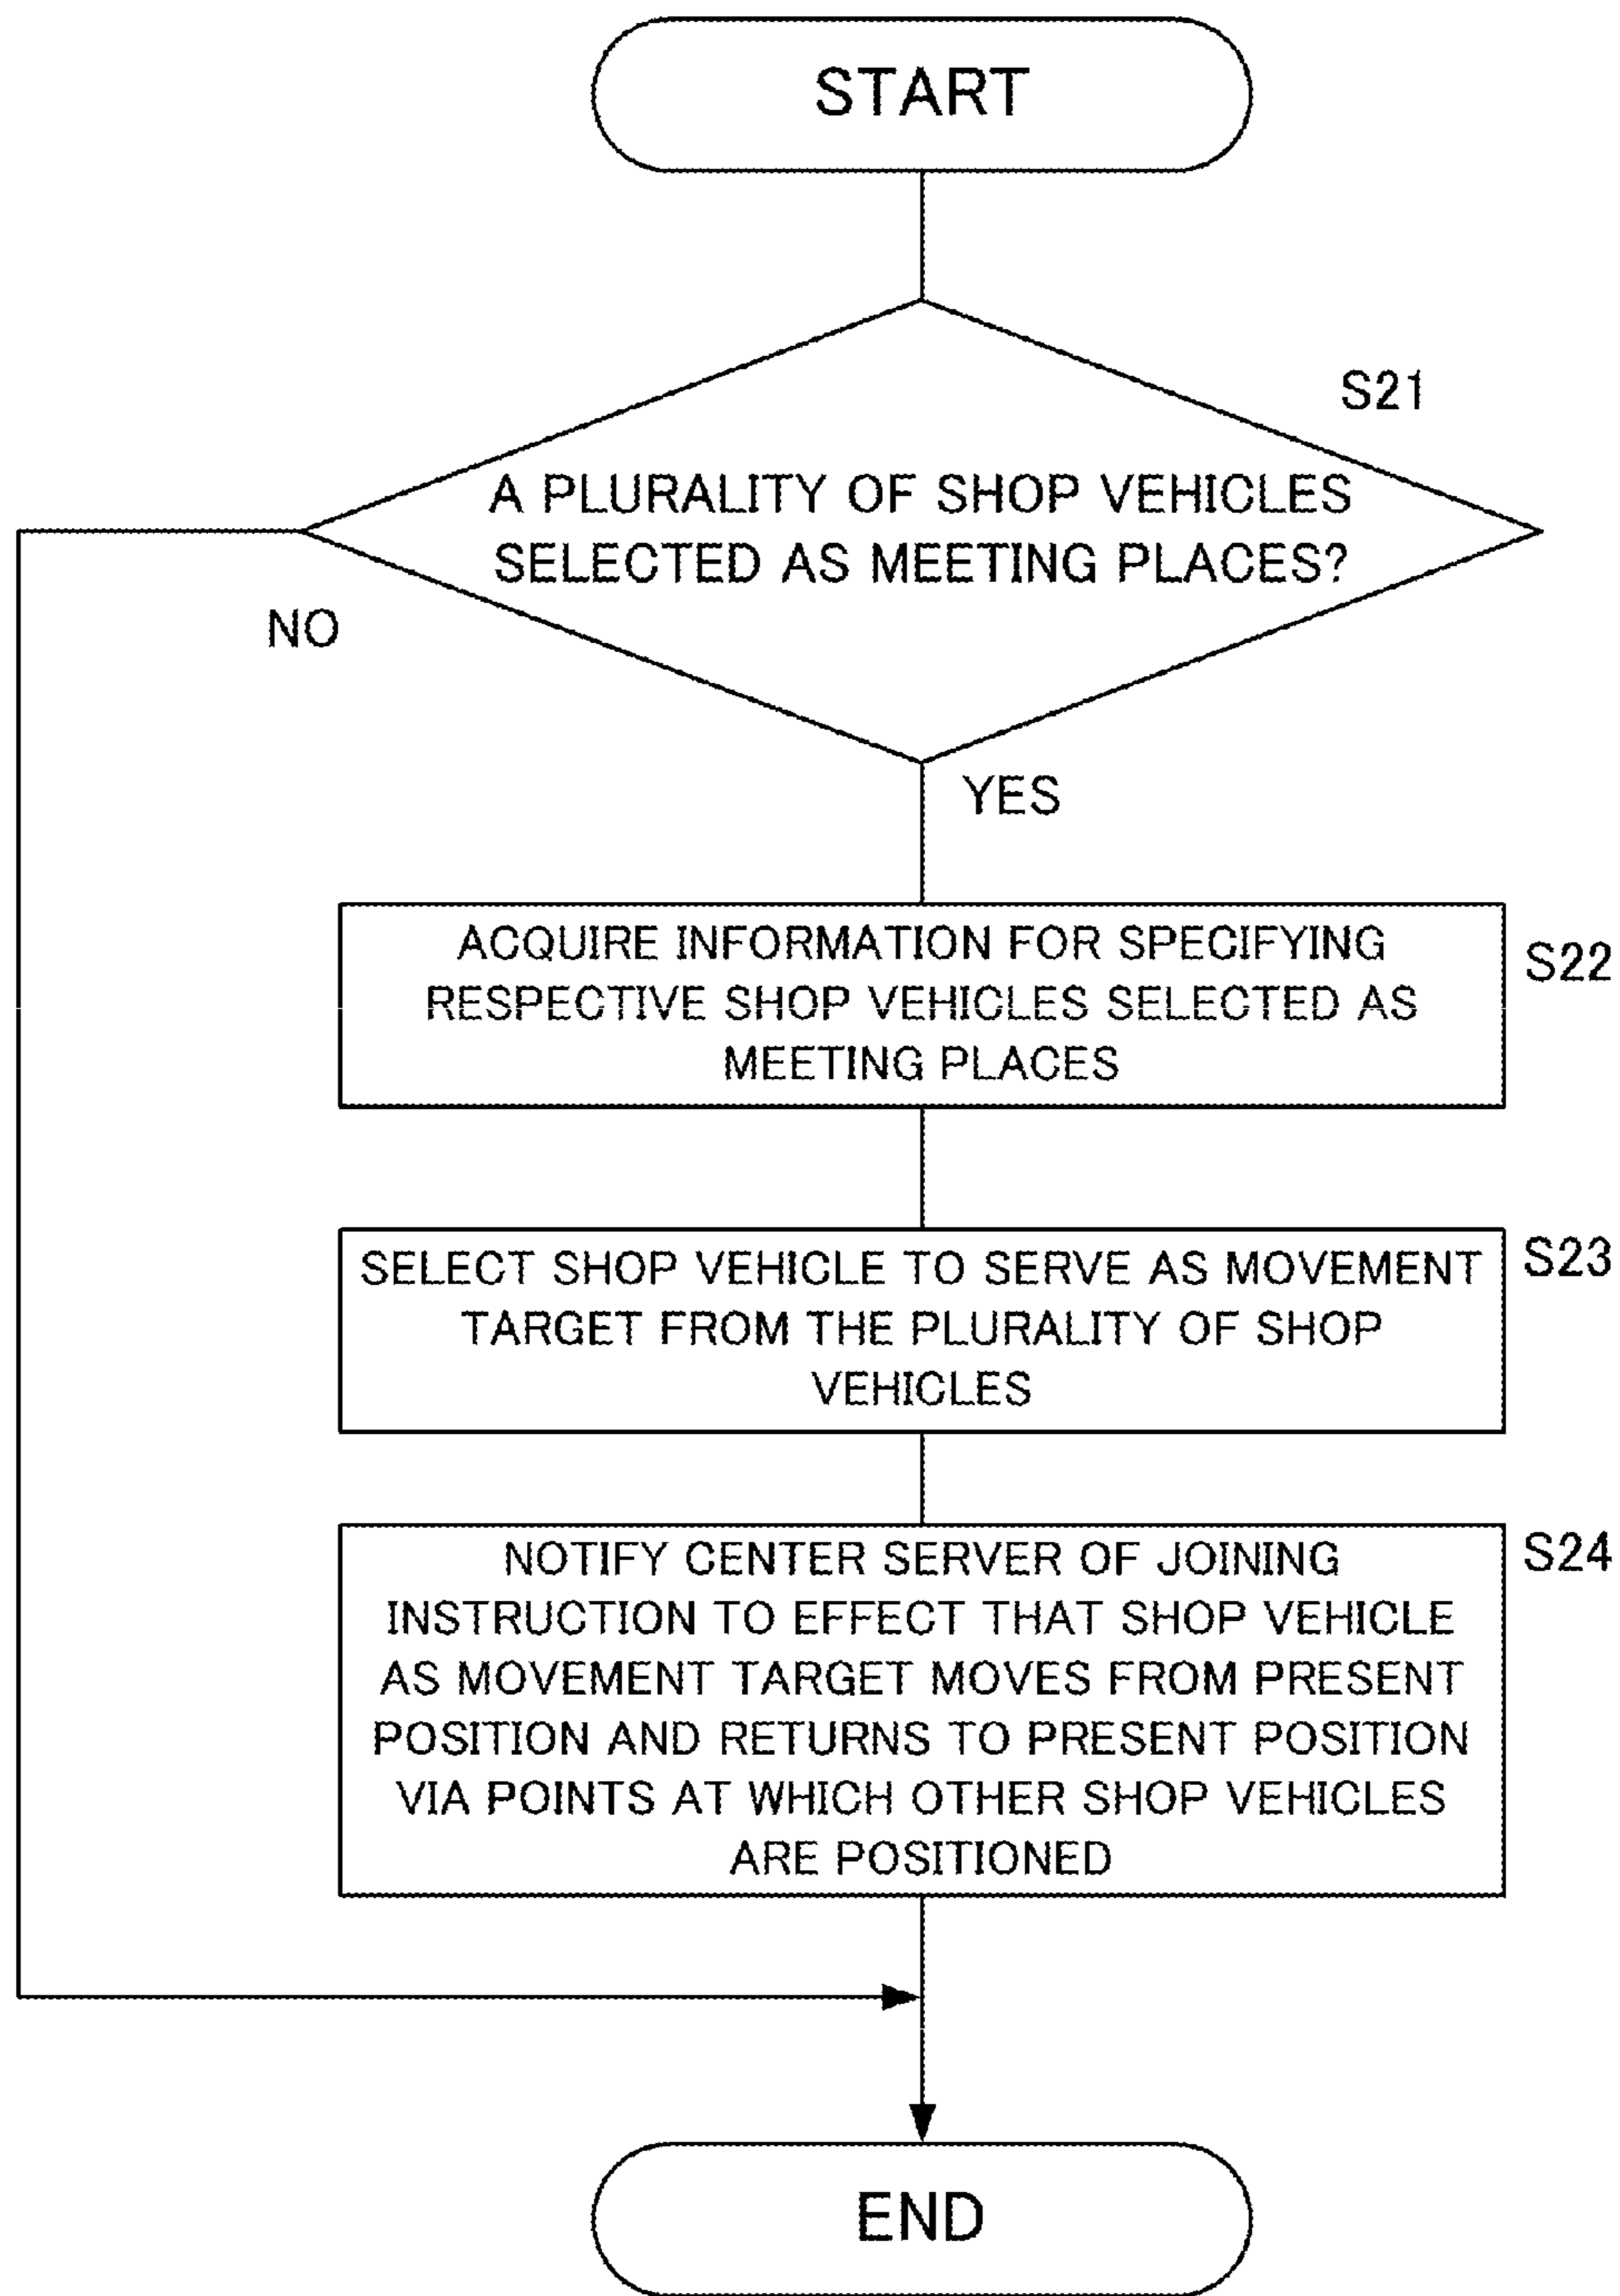 START
S21
A PLURALITY OF SHOP VEHICLES
SELECTED AS MEETING PLACES?
NO
YES
ACQUIRE INFORMATION FOR SPECIFYING
RESPECTIVE SHOP VEHICLES SELECTED AS
MEETING PLACES
S22
SELECT SHOP VEHICLE TO SERVE AS MOVEMENT
TARGET FROM THE PLURALITY OF SHOP
VEHICLES
S23
NOTIFY CENTER SERVER OF JOINING
INSTRUCTION TO EFFECT THAT SHOP VEHICLE
AS MOVEMENT TARGET MOVES FROM PRESENT
POSITION AND RETURNS TO PRESENT POSITION
VIA POINTS AT WHICH OTHER SHOP VEHICLES
ARE POSITIONED
S24
END